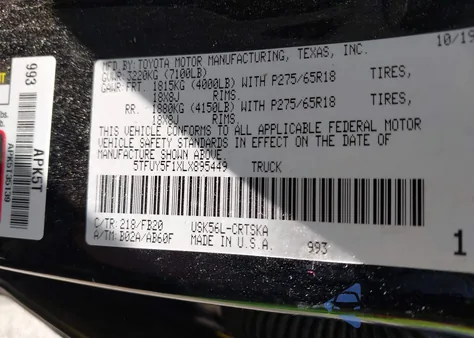 10/19
MFD.BY:TOYOTA MOTOR MANUFACTURING, TEXAS, INC.
GVWR:3220KG (7100LB)
GAWR:FRT. 1815KG (4000LB) WITH P275/65R18 TIRES,
18X8J RIMS
RR. 1880KG (4150LB) WITH P275/65R18 TIRES,
18X8J RIMS
THIS VEHICLE CONFORMS TO ALL APPLICABLE FEDERAL MOTOR
VEHICLE SAFETY STANDARDS IN EFFECT ON THE DATE OF
MANUFACTURE SHOWN ABOVE.
5TFUY5F1XLX895449 TRUCK
C/TR:218/FB20 USK56L-CRTSKA
A/TM:B02A/AB60F MADE IN U.S.A. 993
1
993
APK5T